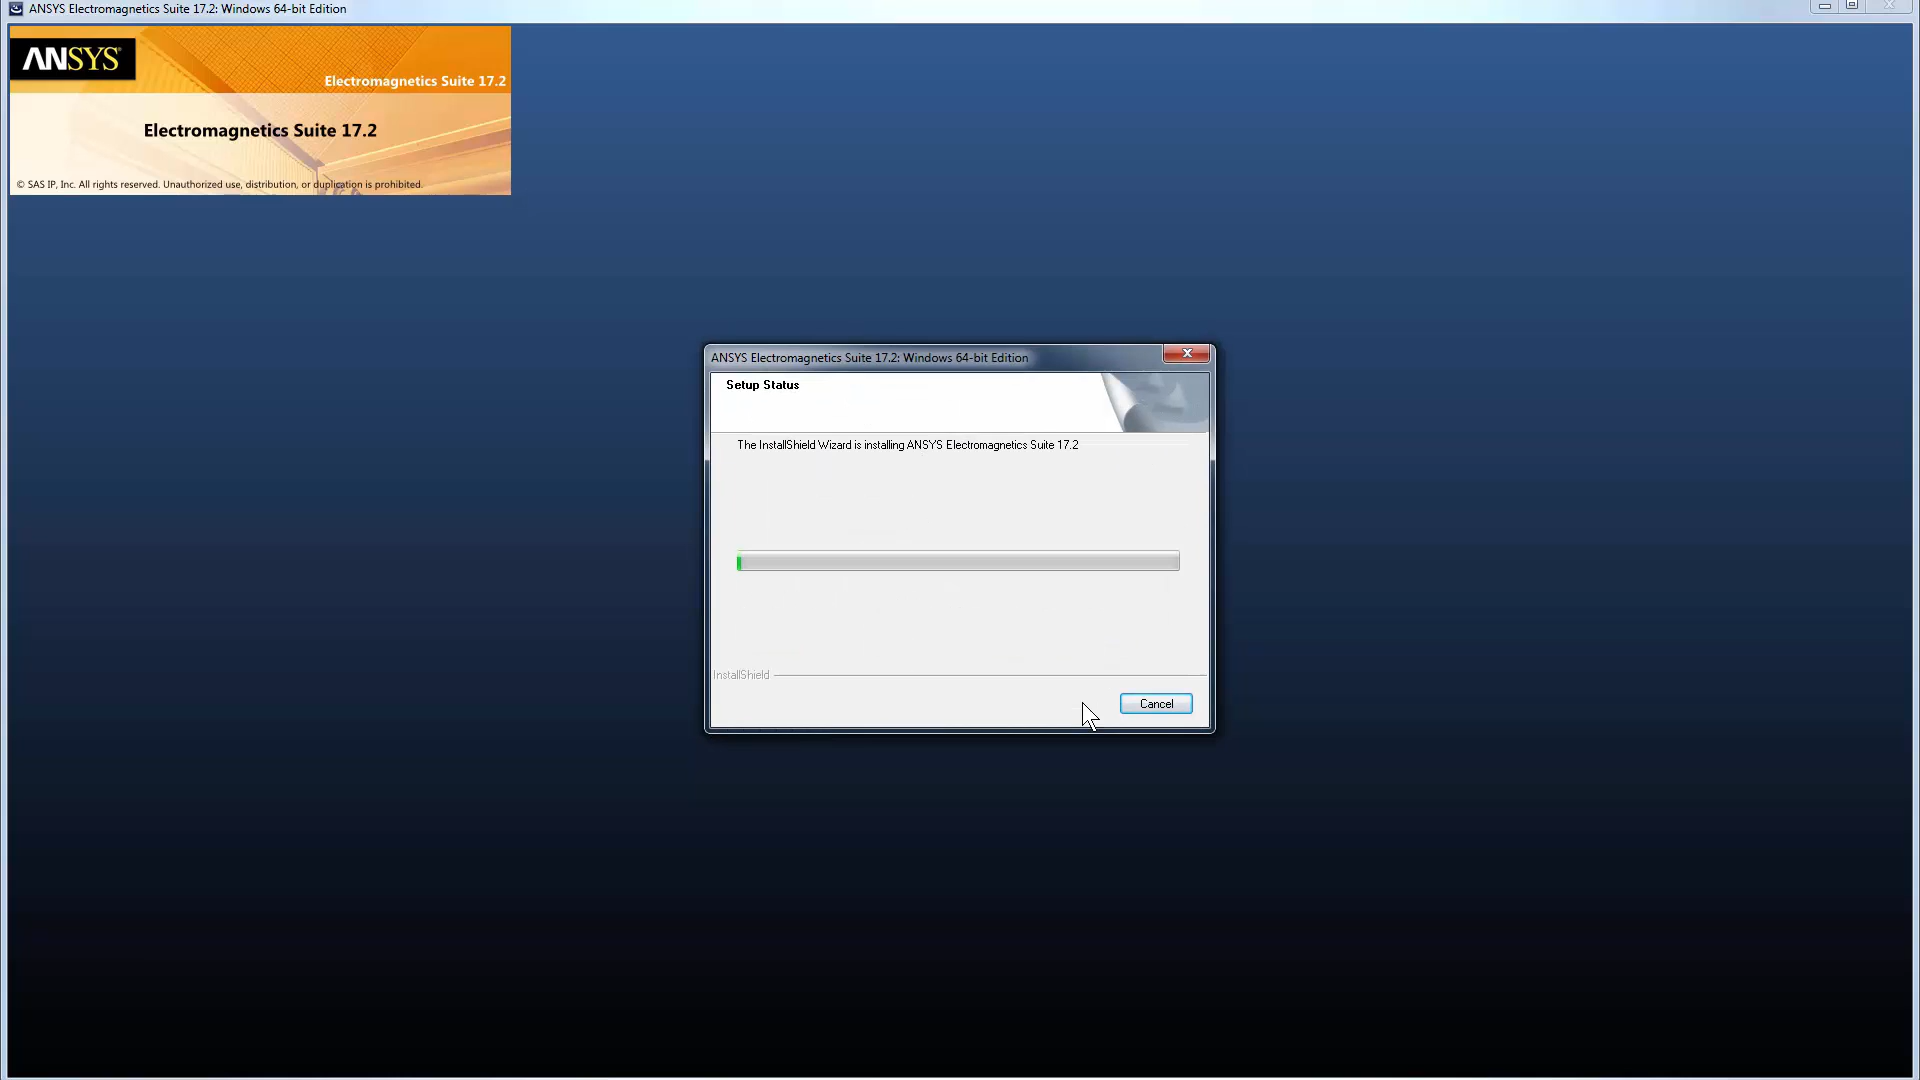 ANSYS Electromagnetics Suite 17.2: Windows 64-bit Edition
ANSYS
Electromagnetics Suite 17.2
Electromagnetics Suite 17.2
© SAS IP, Inc. All rights reserved. Unauthorized use, distribution, or duplication is prohibited.
ANSYS Electromagnetics Suite 17.2: Windows 64-bit Edition
Setup Status
The InstallShield Wizard is installing ANSYS Electromagnetics Suite 17.2
InstallShield
Cancel